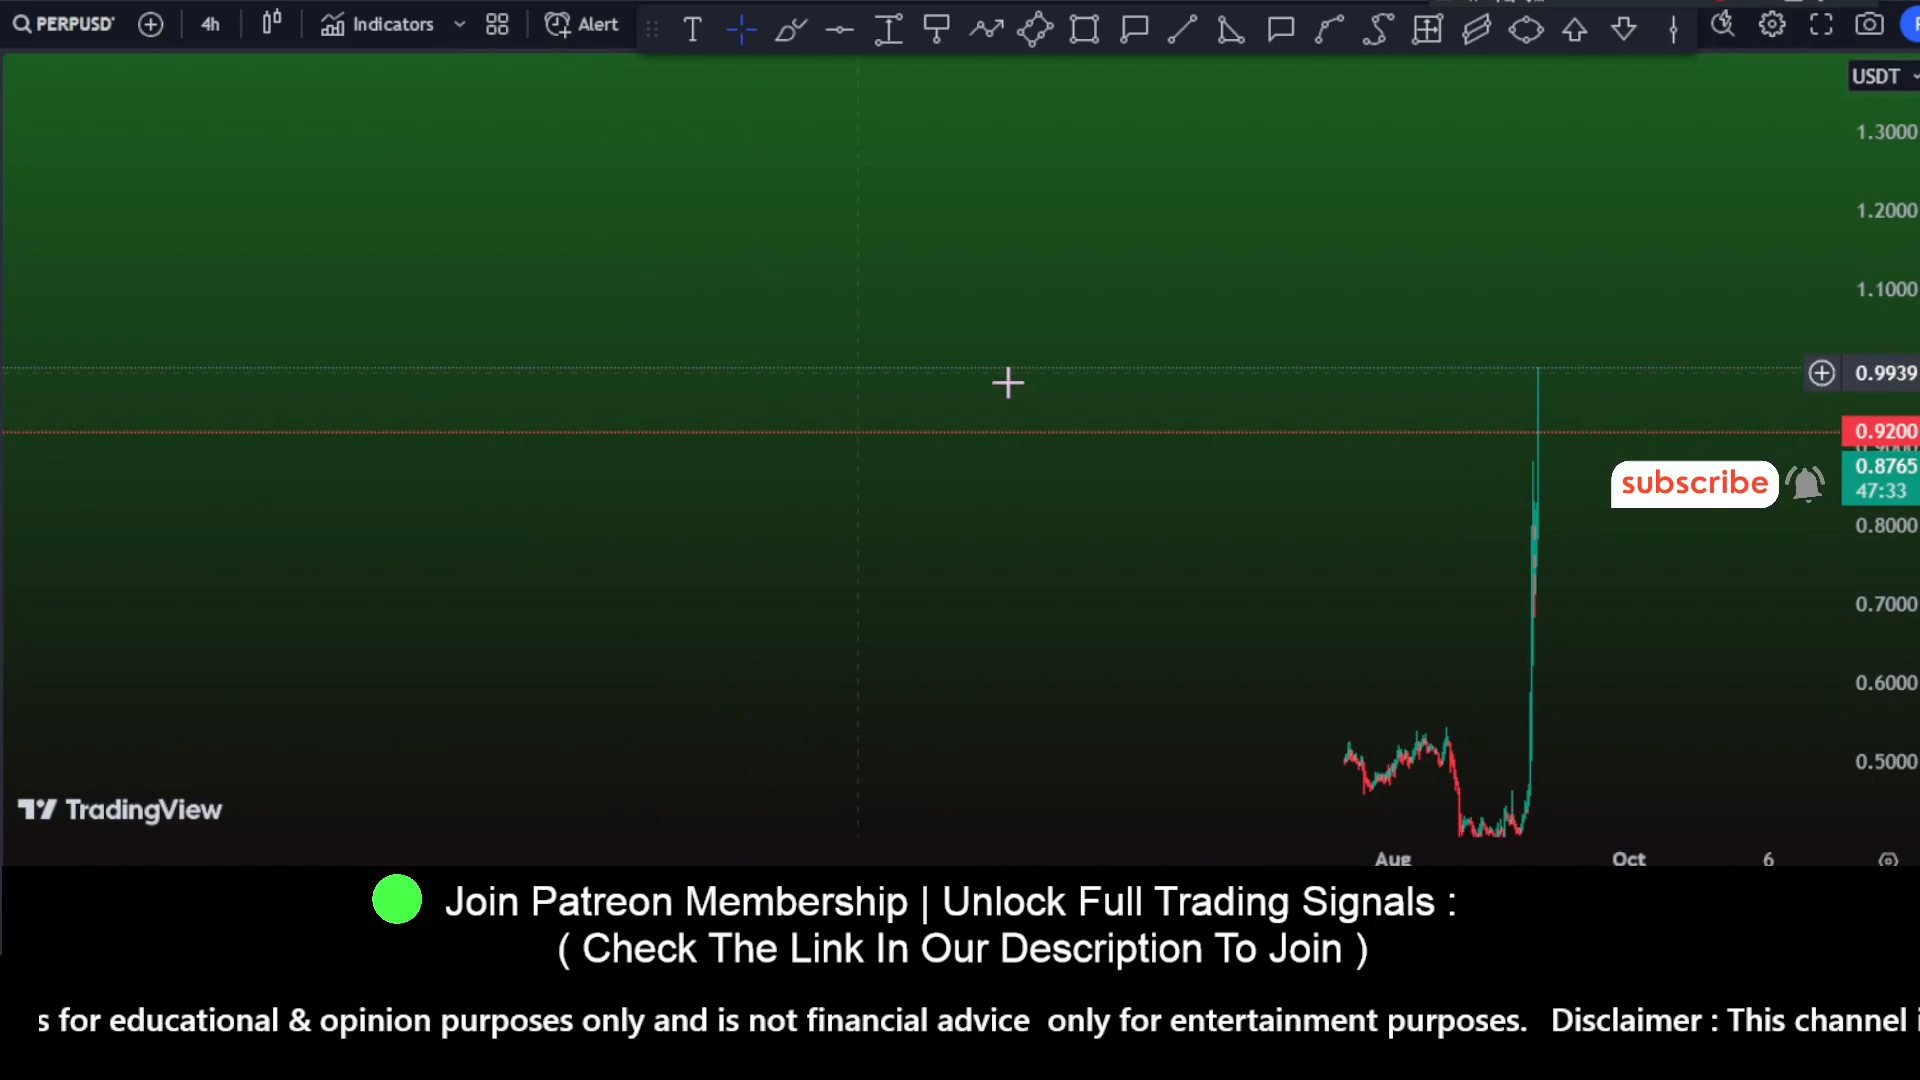 PERPUSD
4h
Indicators
Alert
USDT
1.3000
1.2000
1.1000
0.9939
0.9200
0.8765
47:33
subscribe
0.8000
0.7000
0.6000
0.5000
TradingView
Aug
Oct
6
Join Patreon Membership | Unlock Full Trading Signals :
( Check The Link In Our Description To Join )
s for educational & opinion purposes only and is not financial advice only for entertainment purposes. Disclaimer : This channel i